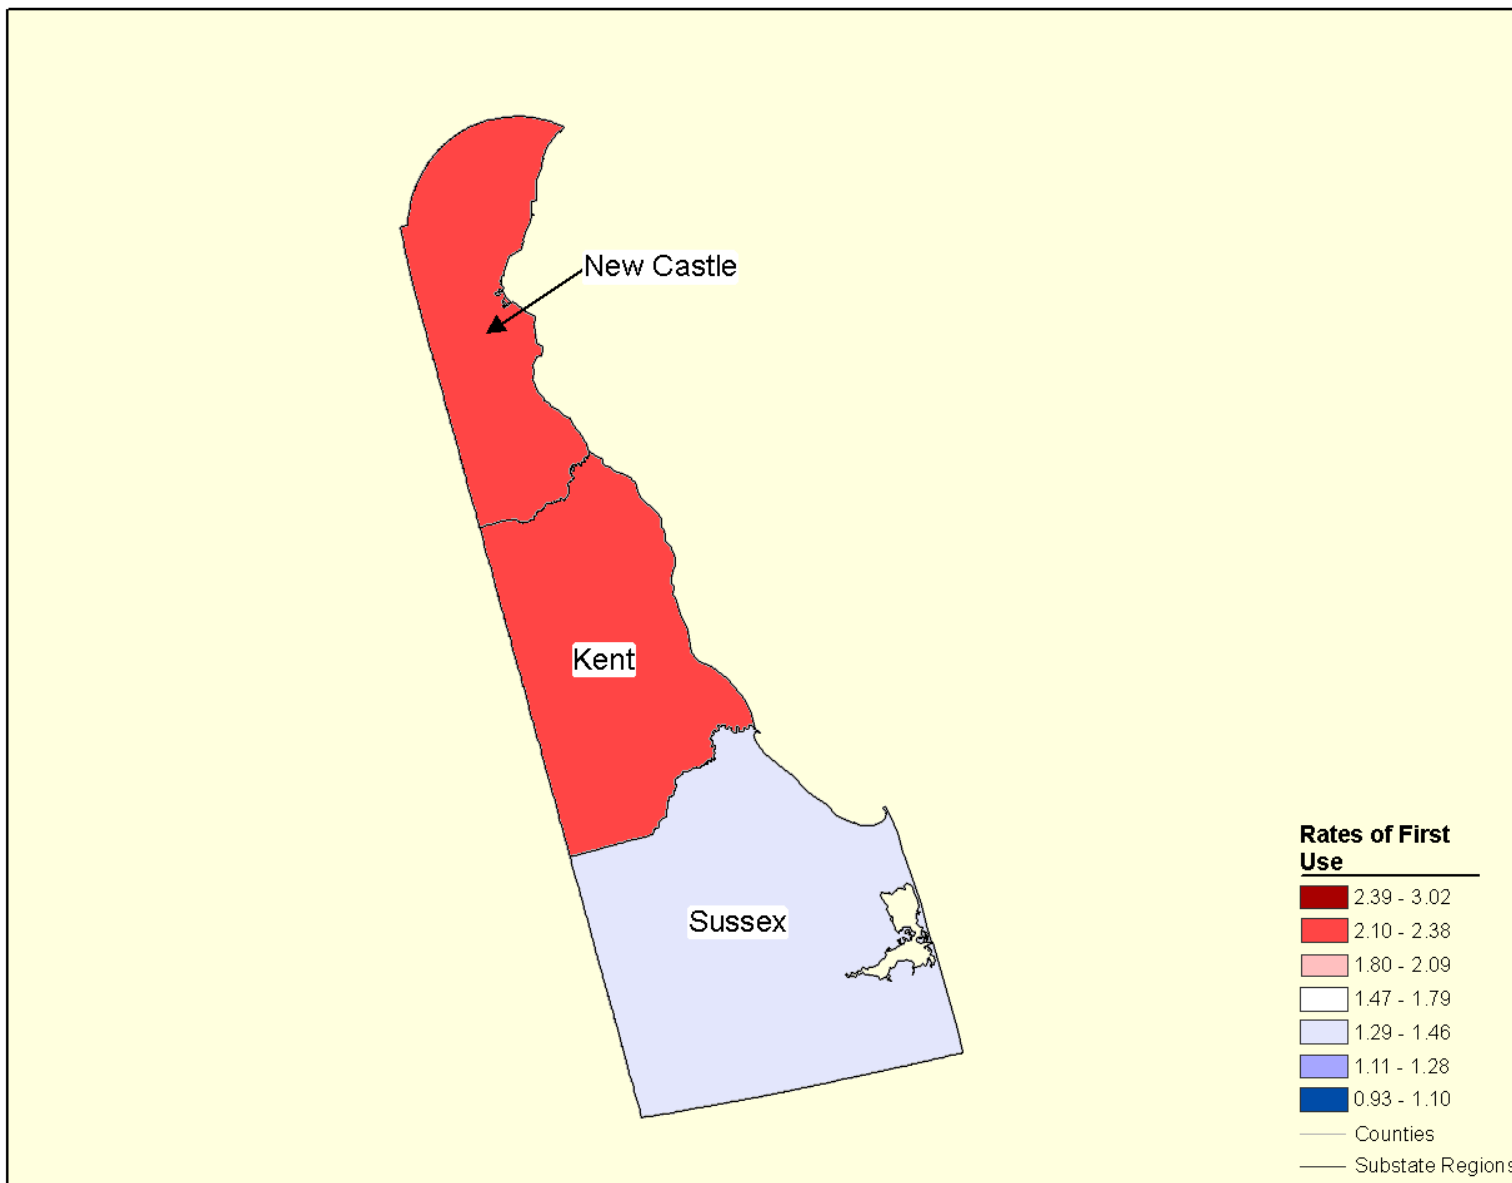 New Castle
Kent
Sussex
Rates of First
Use
2.39 - 3.02
2.10 - 2.38
1.80 - 2.09
1.47 - 1.79
1.29 - 1.46
1.11 - 1.28
0.93 - 1.10
Counties
Substate Regions